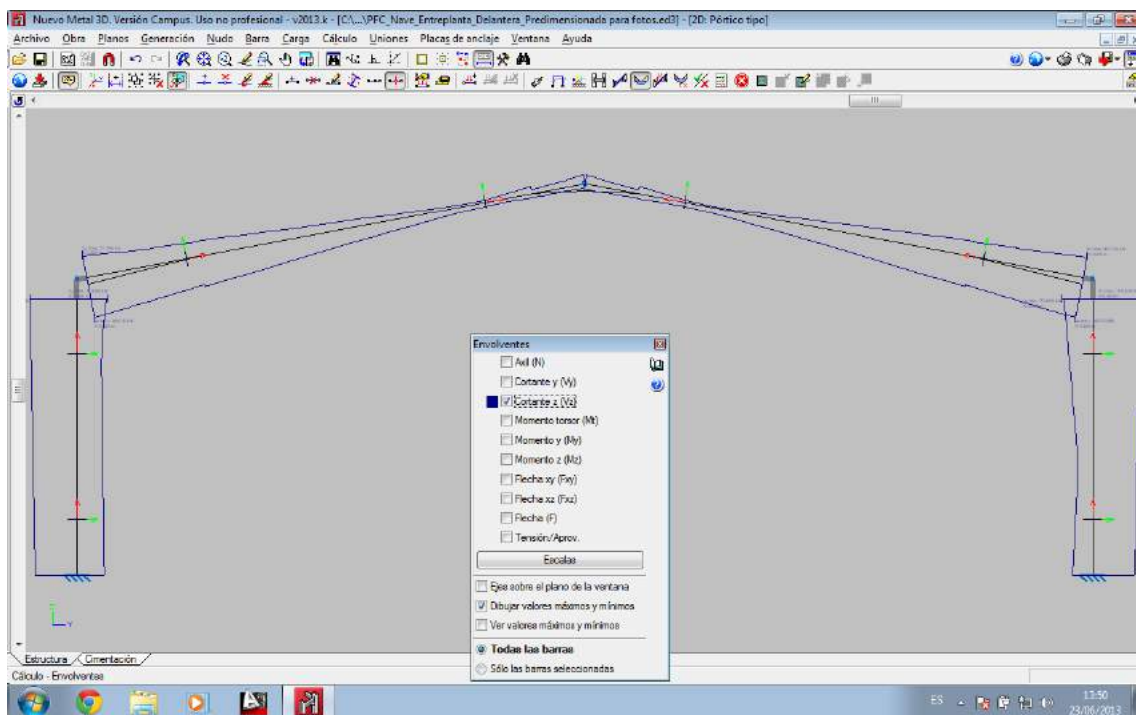 Nuevo Metal 3D. Versión Campus. Uso no profesional - v2013.k - [C:\...\PFC_Nave_Entreplanta_Delantera_Predimensionado para fotos.ed3] - [2D: Pórtico tipo]
Archivo Obra Planos Generación Nudo Barra Carga Cálculo Uniones Placas de anclaje Ventana Ayuda
Envolventes
Axil (N)
Cortante y (Vy)
Cortante z (Vz)
Momento torsor (Mt)
Momento y (My)
Momento z (Mz)
Flecha xy (Fxy)
Flecha xz (Fxz)
Flecha (F)
Tensión/Aprov.
Escalas
Ejes sobre el plano de la ventana
Dibujar valores máximos y mínimos
Ver valores máximos y mínimos
Todas las barras
Sólo las barras seleccionadas
Z
Y
Estructura Cimentación
Cálculo - Envolventes
ES
13:50
23/06/2013